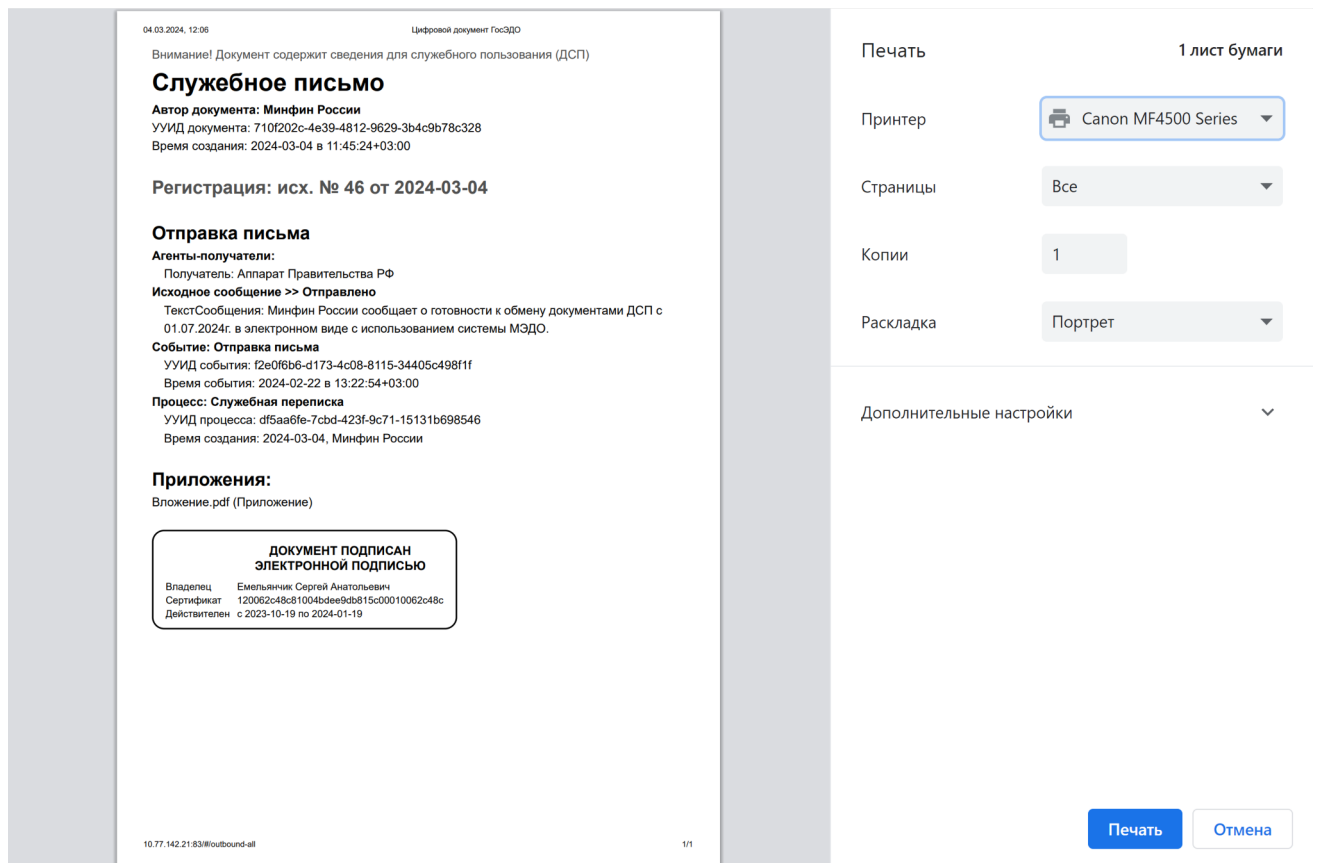 04.03.2024, 12:06
Цифровой документ ГосЭДО
Внимание! Документ содержит сведения для служебного пользования (ДСП)
Служебное письмо
Автор документа: Минфин России
УУИД документа: 710f202c-4e39-4812-9629-3b4c9b78c328
Время создания: 2024-03-04 в 11:45:24+03:00
Регистрация: исх. № 46 от 2024-03-04
Отправка письма
Агенты-получатели:
Получатель: Аппарат Правительства РФ
Исходное сообщение >> Отправлено
ТекстСообщения: Минфин России сообщает о готовности к обмену документами ДСП с
01.07.2024г. в электронном виде с использованием системы МЭДО.
Событие: Отправка письма
УУИД события: f2e0f6b6-d173-4c08-8115-34405c498f1f
Время события: 2024-02-22 в 13:22:54+03:00
Процесс: Служебная переписка
УУИД процесса: df5aa6fe-7cbd-423f-9c71-15131b698546
Время создания: 2024-03-04, Минфин России
Приложения:
Вложение.pdf (Приложение)
ДОКУМЕНТ ПОДПИСАН
ЭЛЕКТРОННОЙ ПОДПИСЬЮ
Владелец Емельянчик Сергей Анатольевич
Сертификат 120062c48c81004bdee9db815c00010062c48c
Действителен с 2023-10-19 по 2024-01-19
10.77.142.21:83/#/outbound-all
1/1
Печать
1 лист бумаги
Принтер
Canon MF4500 Series
Страницы
Все
Копии
1
Раскладка
Портрет
Дополнительные настройки
Печать
Отмена